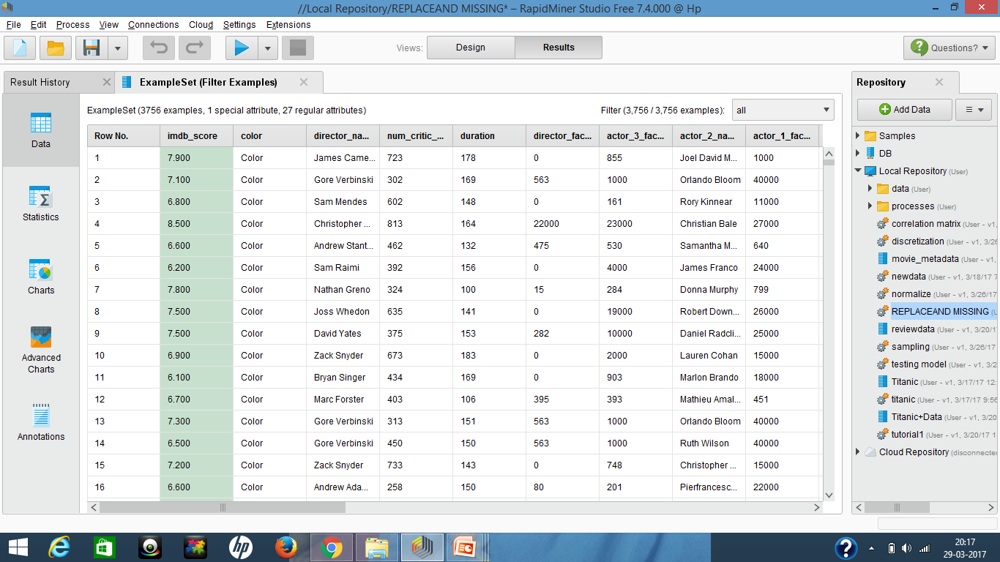 //Local Repository/REPLACEAND MISSING* – RapidMiner Studio Free 7.4.000 @ Hp
File Edit Process View Connections Cloud Settings Extensions
Views: Design Results Questions?
Result History ExampleSet (Filter Examples) Repository
ExampleSet (3756 examples, 1 special attribute, 27 regular attributes) Filter (3,756 / 3,756 examples): all
Add Data
Data
Statistics
Charts
Advanced
Charts
Annotations
Row No. imdb_score color director_na... num_critic_... duration director_fac... actor_3_fac... actor_2_na... actor_1_fac...
1 7.900 Color James Came... 723 178 0 855 Joel David M... 1000
2 7.100 Color Gore Verbinski 302 169 563 1000 Orlando Bloom 40000
3 6.800 Color Sam Mendes 602 148 0 161 Rory Kinnear 11000
4 8.500 Color Christopher ... 813 164 22000 23000 Christian Bale 27000
5 6.600 Color Andrew Stant... 462 132 475 530 Samantha M... 640
6 6.200 Color Sam Raimi 392 156 0 4000 James Franco 24000
7 7.800 Color Nathan Greno 324 100 15 284 Donna Murphy 799
8 7.500 Color Joss Whedon 635 141 0 19000 Robert Down... 26000
9 7.500 Color David Yates 375 153 282 10000 Daniel Radcli... 25000
10 6.900 Color Zack Snyder 673 183 0 2000 Lauren Cohan 15000
11 6.100 Color Bryan Singer 434 169 0 903 Marlon Brando 18000
12 6.700 Color Marc Forster 403 106 395 393 Mathieu Amal... 451
13 7.300 Color Gore Verbinski 313 151 563 1000 Orlando Bloom 40000
14 6.500 Color Gore Verbinski 450 150 563 1000 Ruth Wilson 40000
15 7.200 Color Zack Snyder 733 143 0 748 Christopher ... 15000
16 6.600 Color Andrew Ada... 258 150 80 201 Pierfrancesc... 22000
Samples
DB
Local Repository (User)
data (User)
processes (User)
correlation matrix (User - v1,
discretization (User - v1, 3/26
movie_metadata (User - v1,
newdata (User - v1, 3/18/17 7
normalize (User - v1, 3/26/17
REPLACEAND MISSING (U
reviewdata (User - v1, 3/20/1
sampling (User - v1, 3/26/17
testing model (User - v1, 3/2
Titanic (User - v1, 3/17/17 12:
titanic (User - v1, 3/17/17 9:56
Titanic+Data (User - v1, 3/20
tutorial1 (User - v1, 3/20/17 1
Cloud Repository (disconnected
hp
20:17
29-03-2017